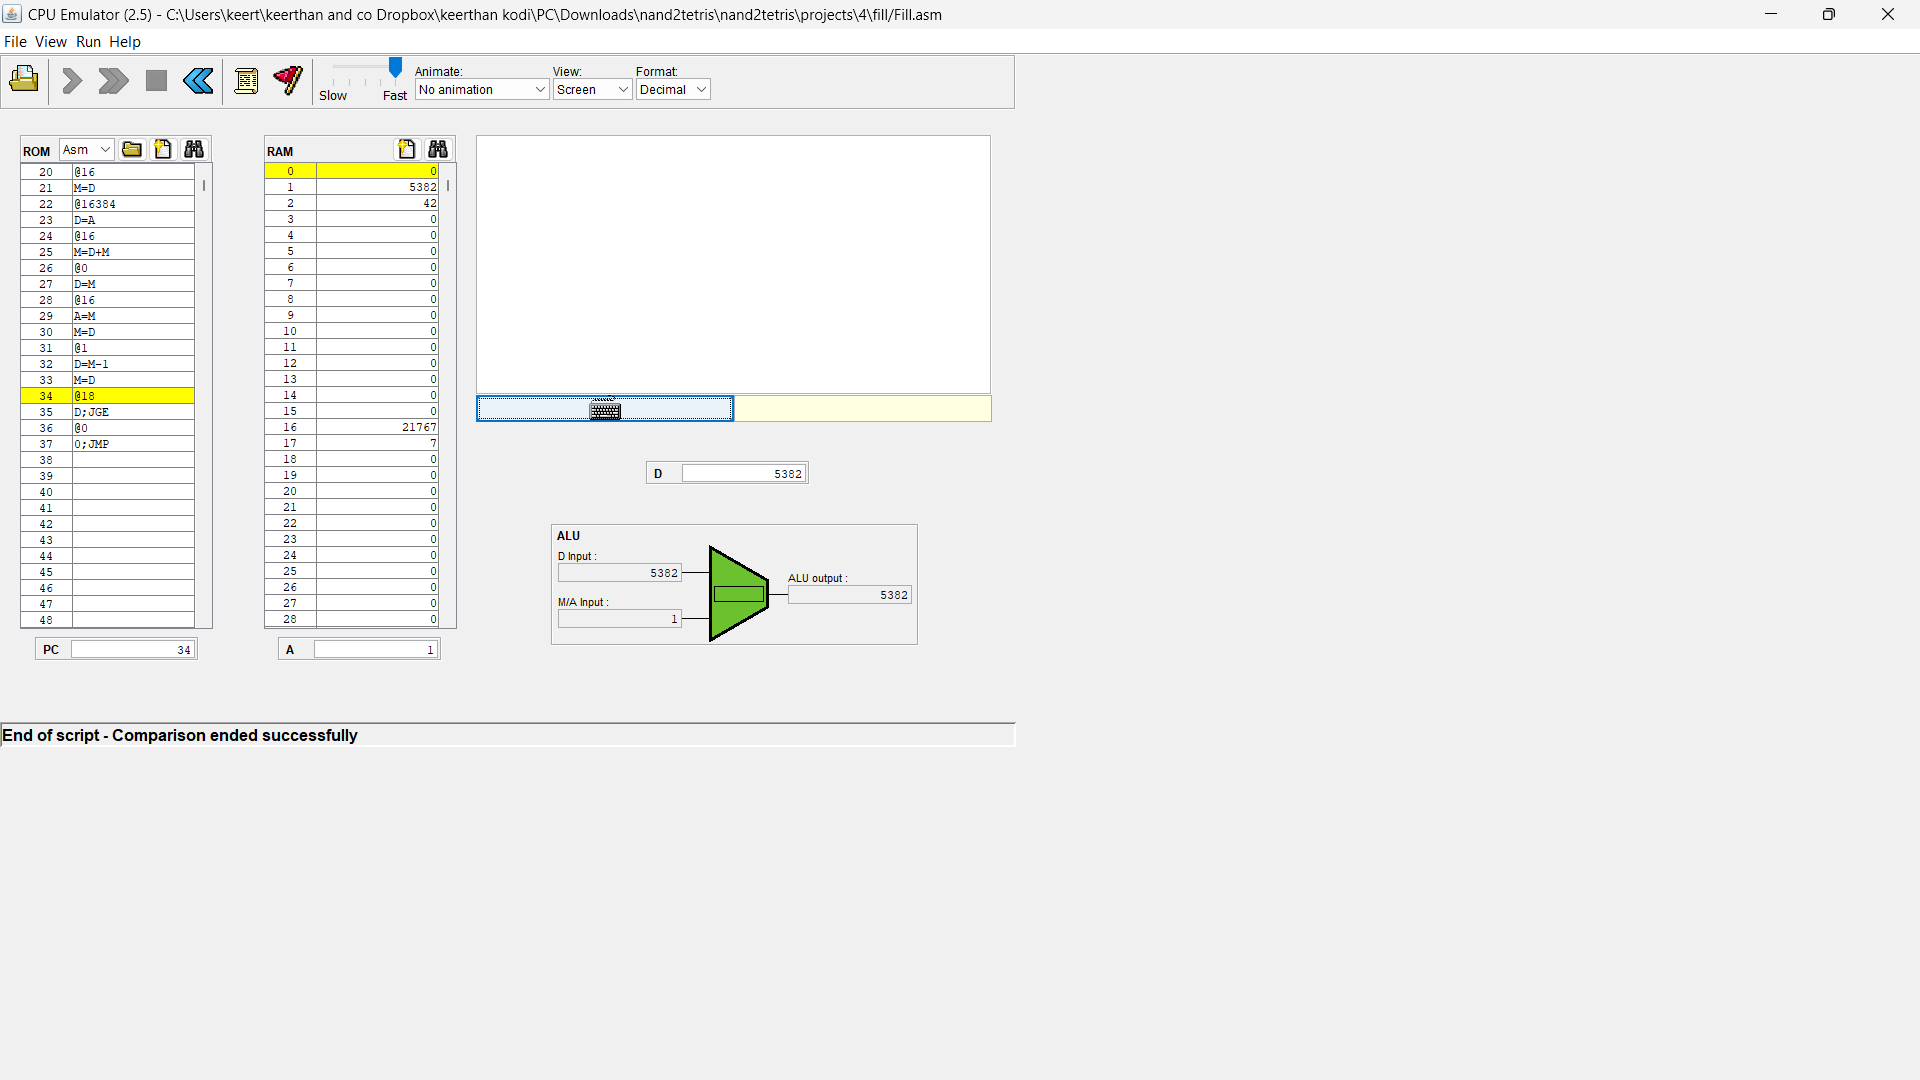 CPU Emulator (2.5) - C:\Users\keert\keerthan and co Dropbox\keerthan kodi\PC\Downloads\nand2tetris\nand2tetris\projects\4\fill/Fill.asm
File View Run Help
Slow Fast
Animate:
No animation
View:
Screen
Format:
Decimal
ROM Asm
20 @16
21 M=D
22 @16384
23 D=A
24 @16
25 M=D+M
26 @0
27 D=M
28 @16
29 A=M
30 M=D
31 @1
32 D=M-1
33 M=D
34 @18
35 D;JGE
36 @0
37 0;JMP
38
39
40
41
42
43
44
45
46
47
48
PC 34
RAM
0 0
1 5382
2 42
3 0
4 0
5 0
6 0
7 0
8 0
9 0
10 0
11 0
12 0
13 0
14 0
15 0
16 21767
17 7
18 0
19 0
20 0
21 0
22 0
23 0
24 0
25 0
26 0
27 0
28 0
A 1
D 5382
ALU
D Input :
5382
M/A Input :
1
ALU output :
5382
End of script - Comparison ended successfully